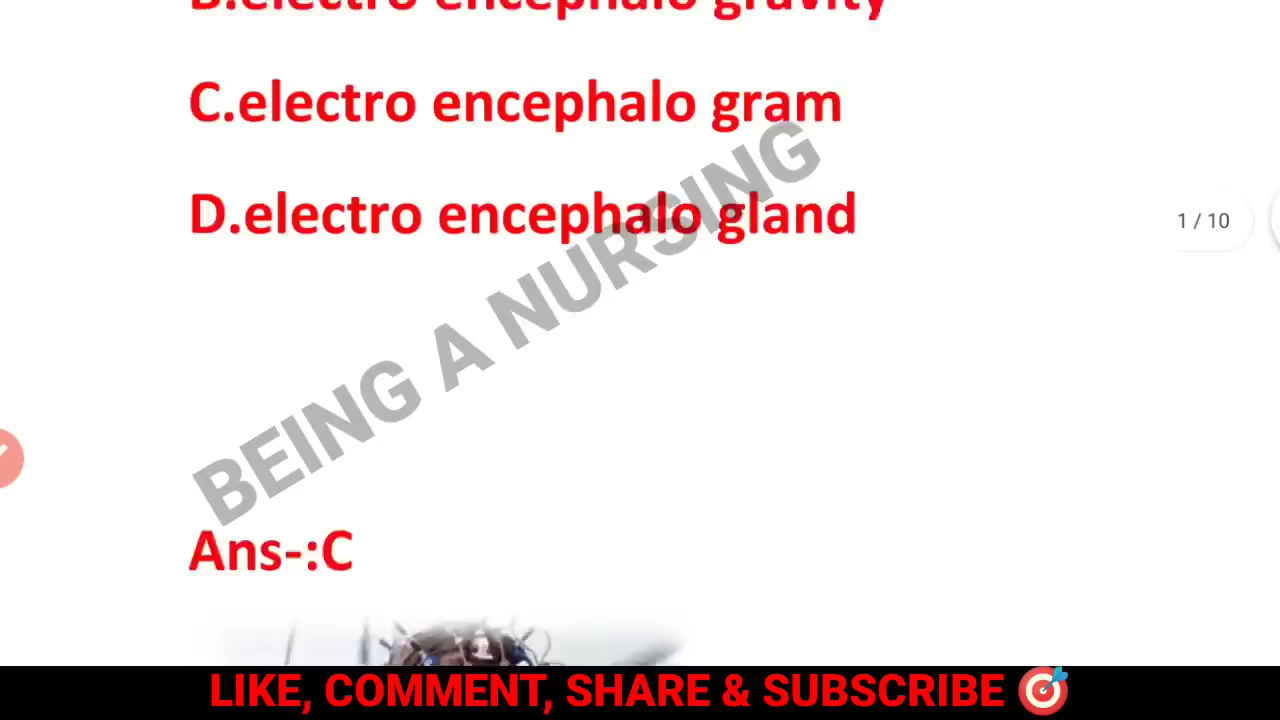 B.electro encephalo gravity
C.electro encephalo gram
D.electro encephalo gland
1 / 10
BEING A NURSING
Ans-:C
LIKE, COMMENT, SHARE & SUBSCRIBE